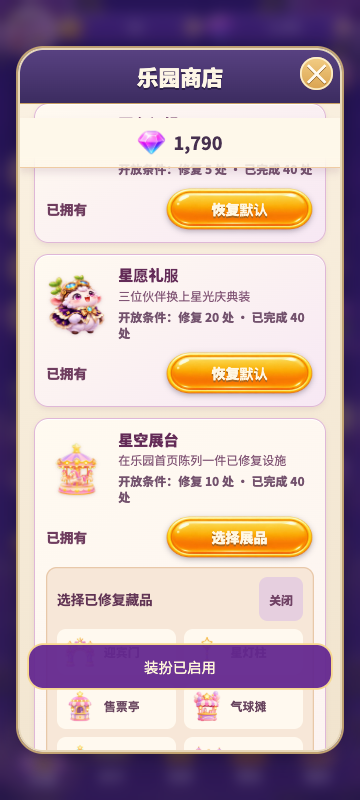 乐园商店
1,790
开放条件：修复 5 处 · 已完成 40 处
已拥有
恢复默认
星愿礼服
三位伙伴换上星光庆典装
开放条件：修复 20 处 · 已完成 40
处
已拥有
恢复默认
星空展台
在乐园首页陈列一件已修复设施
开放条件：修复 10 处 · 已完成 40
处
已拥有
选择展品
选择已修复藏品
关闭
装扮已启用
售票亭
气球摊